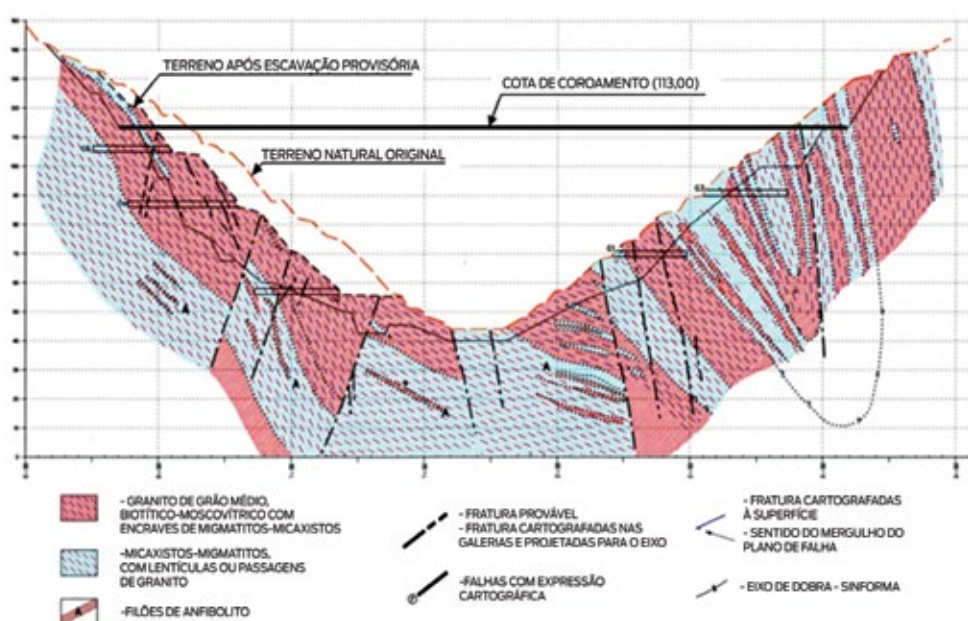 TERRENO APÓS ESCAVAÇÃO PROVISÓRIA
COTA DE COROAMENTO (113,00)
TERRENO NATURAL ORIGINAL
G3
G1
A
A
A
A
- GRANITO DE GRÃO MÉDIO,
BIOTÍTICO-MOSCOVÍTRICO COM
ENCRAVES DE MIGMATITOS-MICAXISTOS
-MICAXISTOS-MIGMATITOS,
COM LENTÍCULAS OU PASSAGENS
DE GRANITO
A
-FILÕES DE ANFIBOLITO
- FRATURA PROVÁVEL
- FRATURA CARTOGRAFADAS NAS
GALERIAS E PROJETADAS PARA O EIXO
-FALHAS COM EXPRESSÃO
CARTOGRÁFICA
- FRATURA CARTOGRAFADAS
À SUPERFÍCIE
- SENTIDO DO MERGULHO DO
PLANO DE FALHA
- EIXO DE DOBRA - SINFORMA